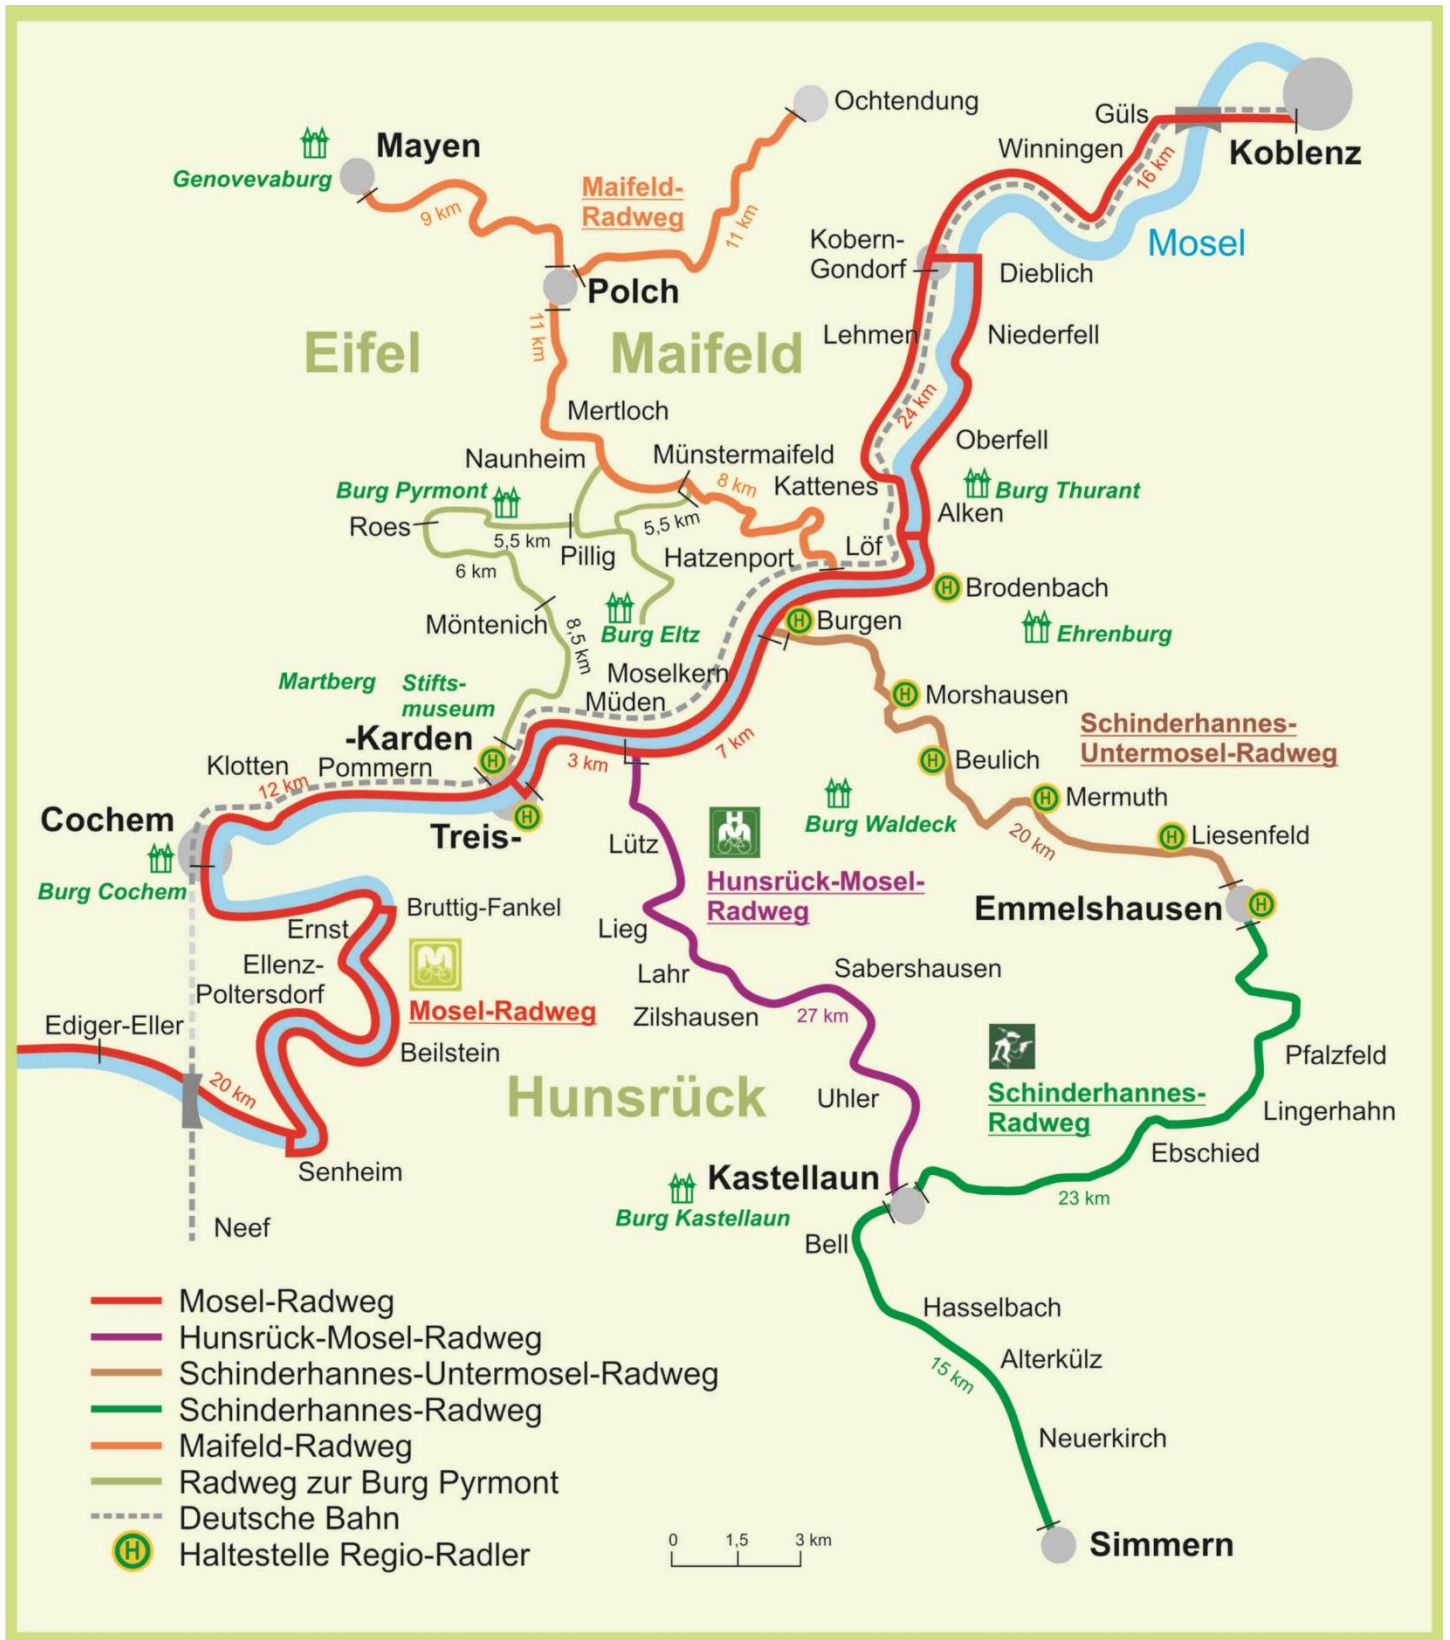 Ochtendung
Güls
Koblenz
Mayen
Winningen
16 km
Genovevaburg
9 km
Maifeld-
Radweg
11 km
Mosel
Kobern-
Gondorf
Dieblich
Polch
11 km
Eifel
Maifeld
Lehmen
Niederfell
24 km
Mertloch
Oberfell
Naunheim
Münstermaifeld
8 km
Kattenes
Burg Pyrmont
Burg Thurant
Roes
5,5 km
5,5 km
Alken
Pillig
Hatzenport
Löf
6 km
H
Brodenbach
Möntenich
8,5 km
Burg Eltz
H
Burgen
Ehrenburg
Martberg
Stifts-
museum
Moselkern
Müden
H
Morshausen
-Karden
H
3 km
7 km
Schinderhannes-
Untermosel-Radweg
H
Beulich
Klotten
Pommern
12 km
H
Mermuth
Cochem
Treis-
H
Burg Waldeck
20 km
H
Liesenfeld
Lütz
HM
Burg Cochem
Hunsrück-Mosel-
Radweg
Emmelshausen
H
Bruttig-Fankel
Ernst
Lieg
M
Ellenz-
Poltersdorf
Lahr
Sabershausen
Mosel-Radweg
Zilshausen
27 km
Ediger-Eller
Beilstein
Pfalzfeld
20 km
Hunsrück
Uhler
Schinderhannes-
Radweg
Lingerhahn
Ebschied
Senheim
Kastellaun
23 km
Burg Kastellaun
Neef
Bell
Hasselbach
Alterkülz
15 km
Neuerkirch
Simmern
Mosel-Radweg
Hunsrück-Mosel-Radweg
Schinderhannes-Untermosel-Radweg
Schinderhannes-Radweg
Maifeld-Radweg
Radweg zur Burg Pyrmont
Deutsche Bahn
H
Haltestelle Regio-Radler
0 1,5 3 km